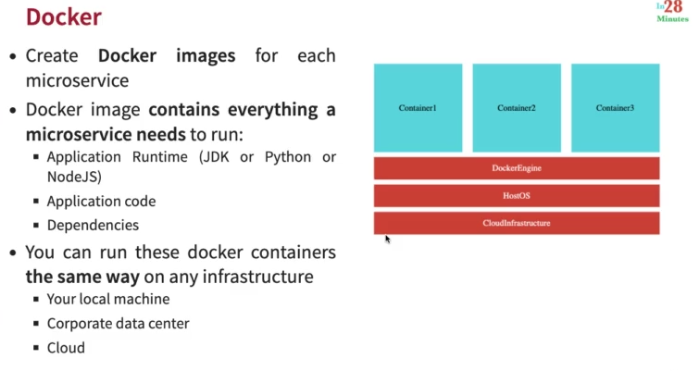 Docker
In28
Minutes
• Create Docker images for each
microservice
• Docker image contains everything a
microservice needs to run:
▪ Application Runtime (JDK or Python or
NodeJS)
▪ Application code
▪ Dependencies
• You can run these docker containers
the same way on any infrastructure
▪ Your local machine
▪ Corporate data center
▪ Cloud
Container1 Container2 Container3
DockerEngine
HostOS
CloudInfrastructure